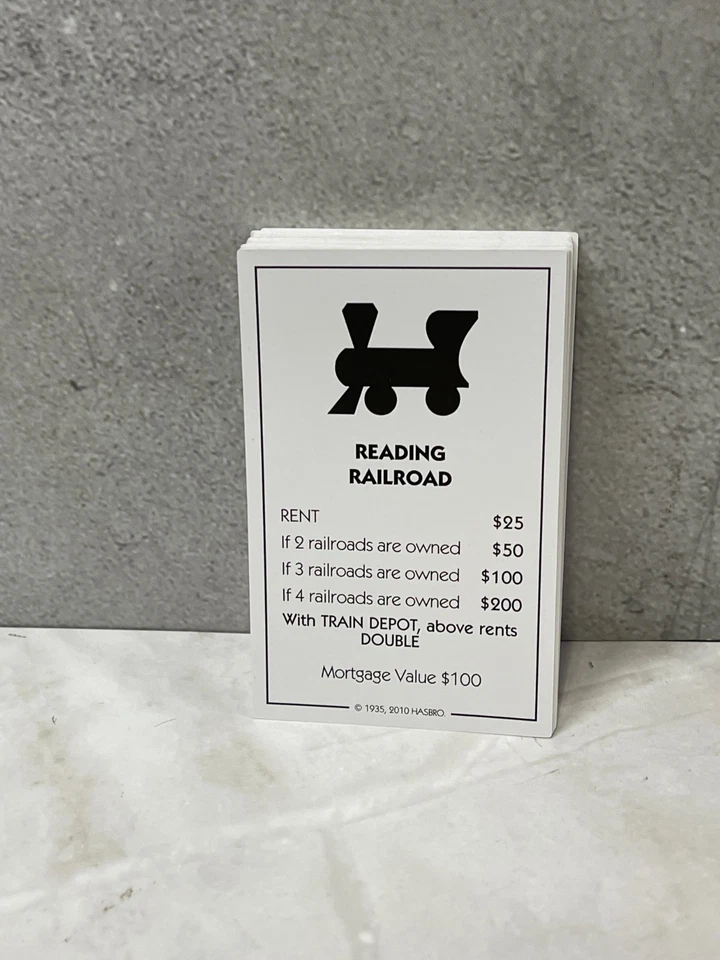 READING
RAILROAD
RENT $25
If 2 railroads are owned $50
If 3 railroads are owned $100
If 4 railroads are owned $200
With TRAIN DEPOT, above rents
DOUBLE
Mortgage Value $100
© 1935, 2010 HASBRO.